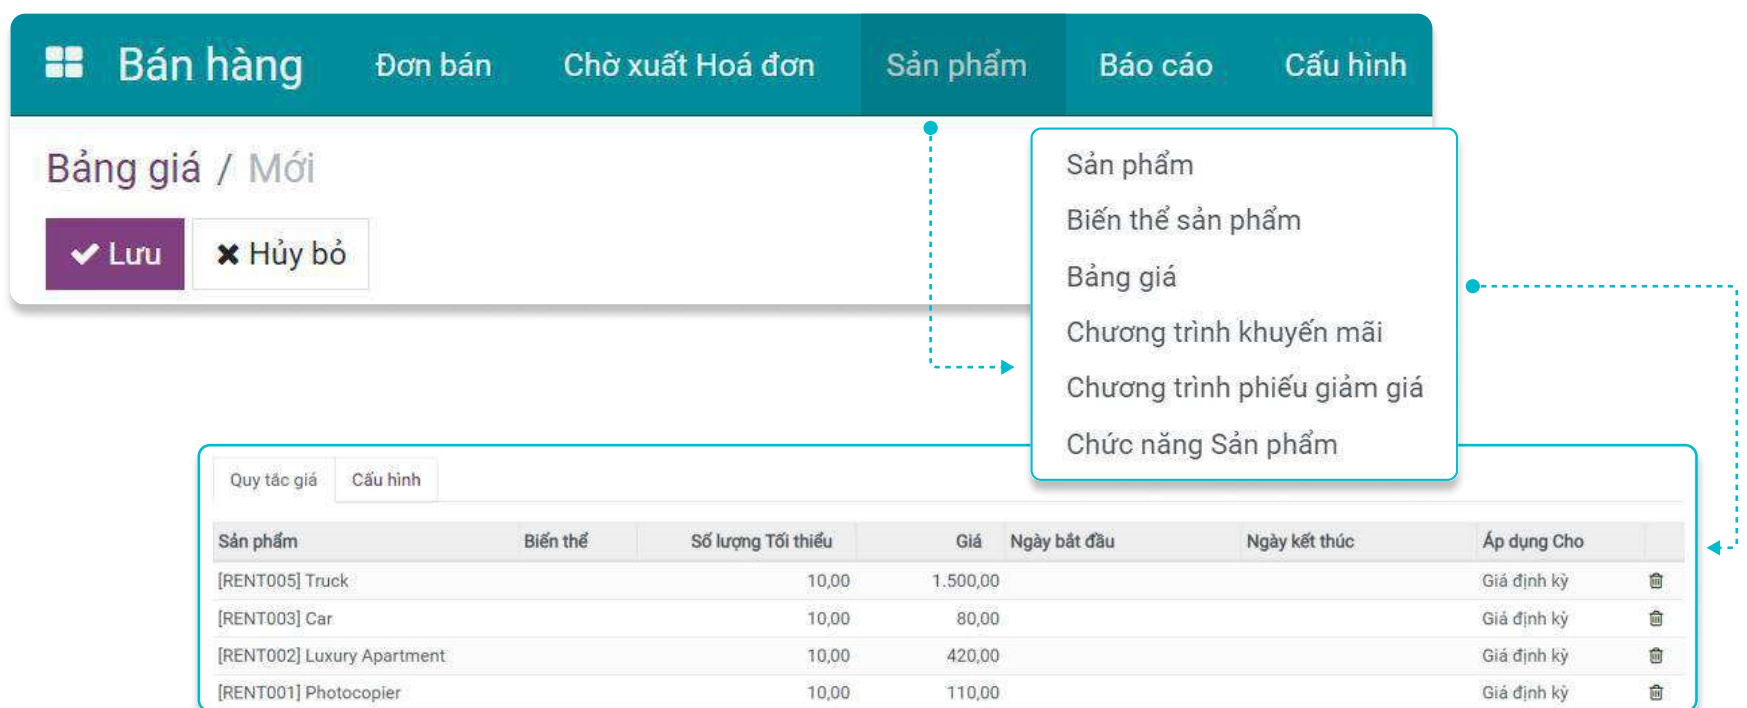 Bán hàng Đơn bán Chờ xuất Hoá đơn Sản phẩm Báo cáo Cấu hình
Bảng giá / Mới
Lưu Hủy bỏ
Sản phẩm
Biến thể sản phẩm
Bảng giá
Chương trình khuyến mãi
Chương trình phiếu giảm giá
Chức năng Sản phẩm
Quy tắc giá Cấu hình
Sản phẩm Biến thể Số lượng Tối thiểu Giá Ngày bắt đầu Ngày kết thúc Áp dụng Cho
[RENT005] Truck 10,00 1.500,00 Giá định kỳ
[RENT003] Car 10,00 80,00 Giá định kỳ
[RENT002] Luxury Apartment 10,00 420,00 Giá định kỳ
[RENT001] Photocopier 10,00 110,00 Giá định kỳ